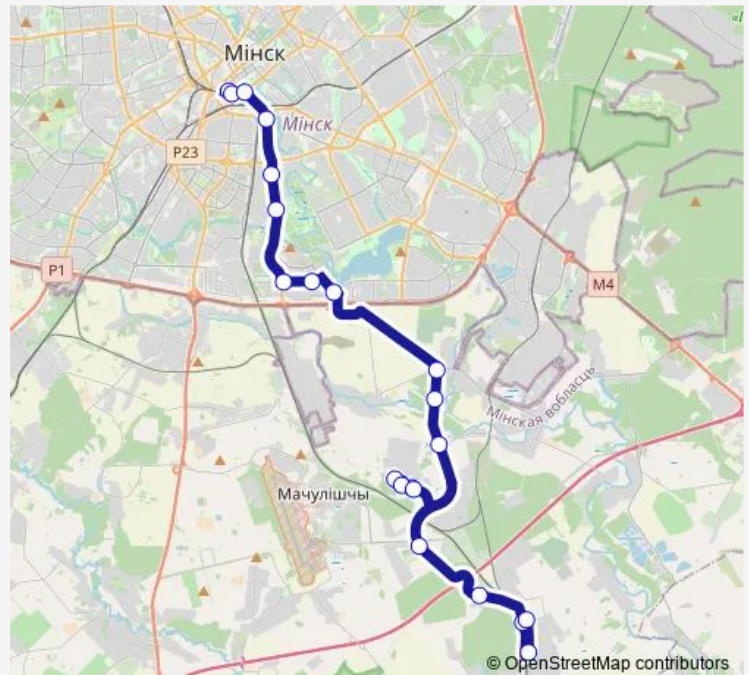 Мінск
Мінск
P23
P1
M4
Мінская вобласць
Мачулішчы
© OpenStreetMap contributors